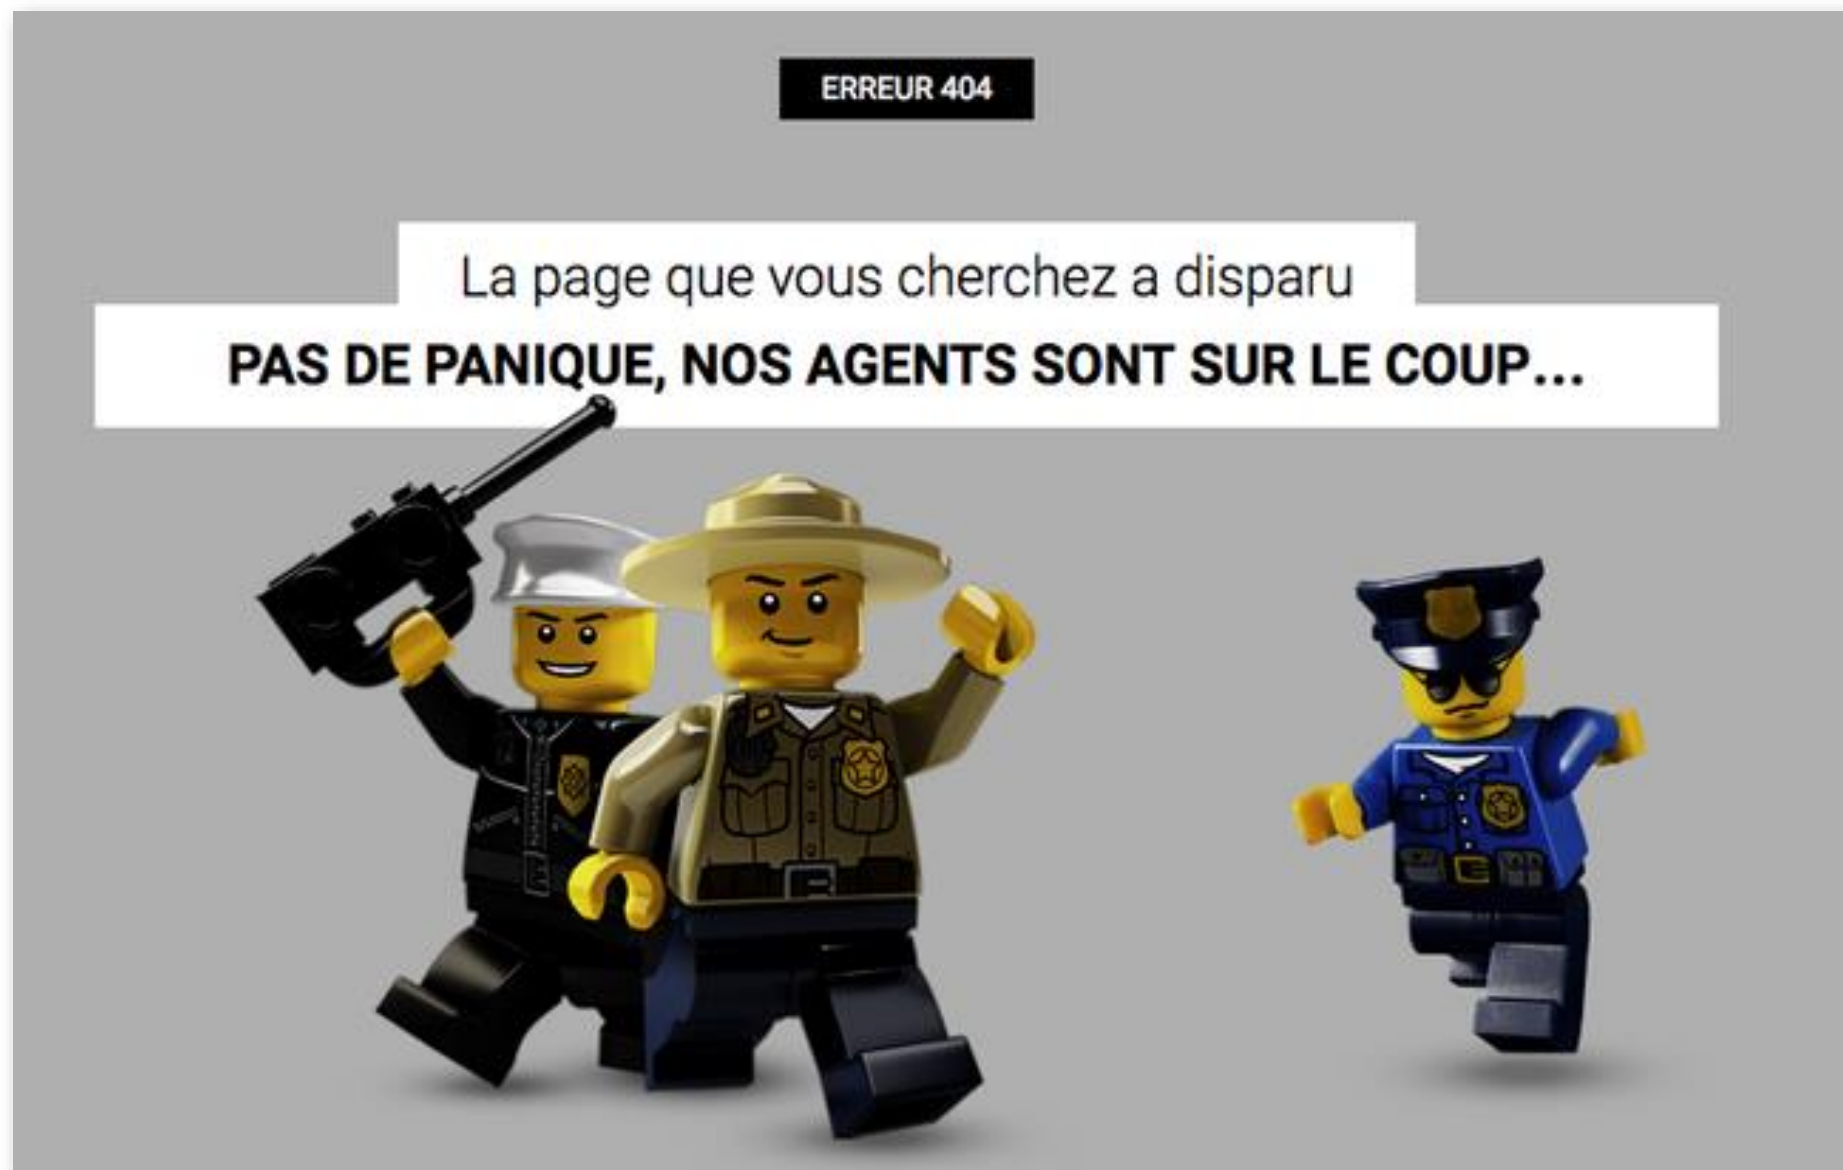 ERREUR 404
La page que vous cherchez a disparu
PAS DE PANIQUE, NOS AGENTS SONT SUR LE COUP...